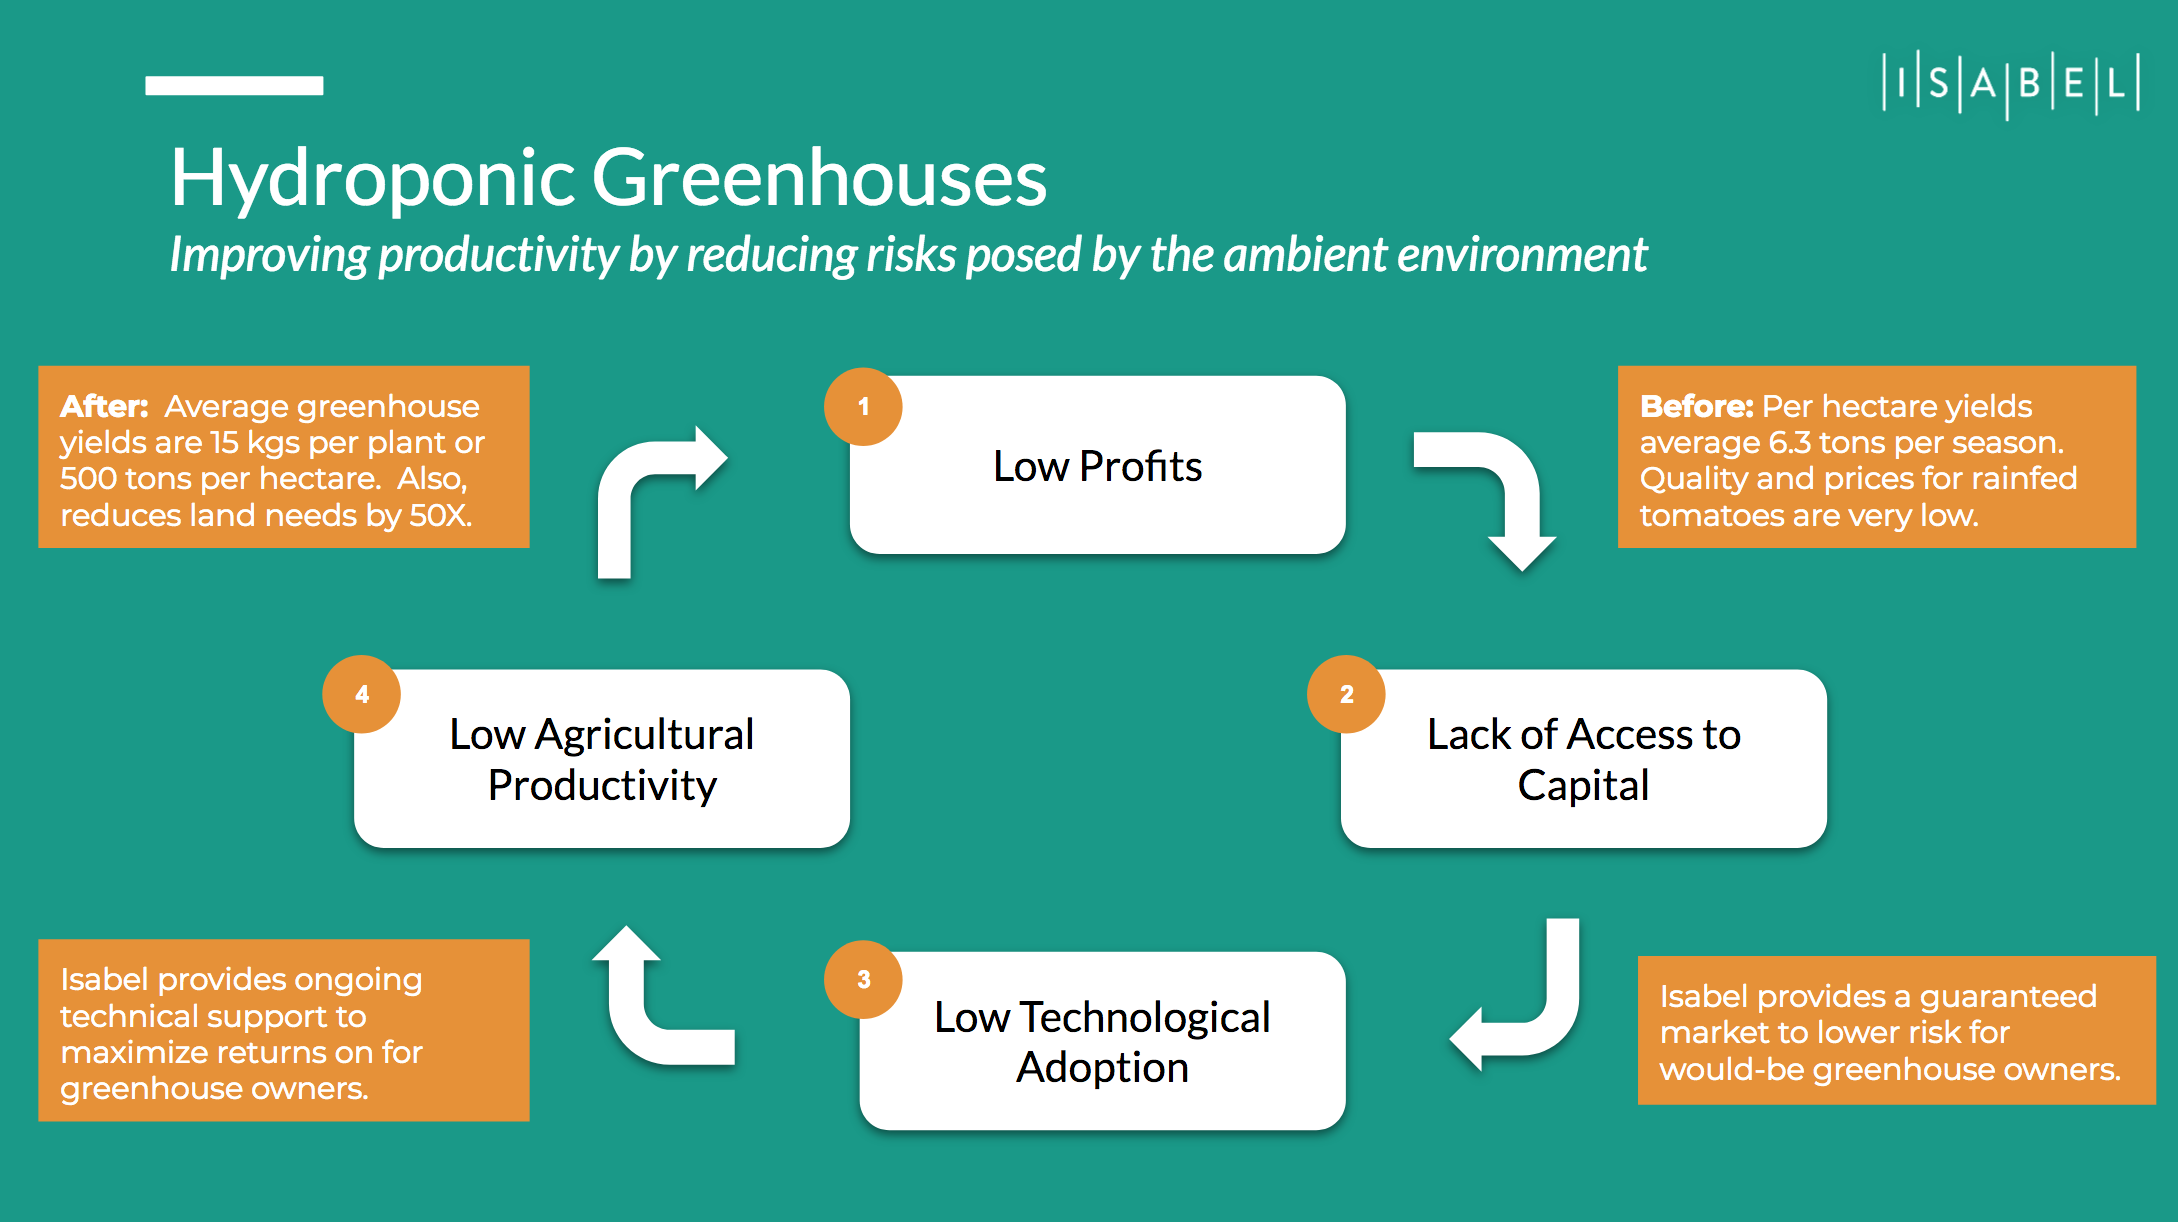 |I|S|A|B|E|L|
Hydroponic Greenhouses
Improving productivity by reducing risks posed by the ambient environment
After: Average greenhouse
yields are 15 kgs per plant or
500 tons per hectare. Also,
reduces land needs by 50X.
1
Low Profits
Before: Per hectare yields
average 6.3 tons per season.
Quality and prices for rainfed
tomatoes are very low.
4
Low Agricultural
Productivity
2
Lack of Access to
Capital
Isabel provides ongoing
technical support to
maximize returns on for
greenhouse owners.
3
Low Technological
Adoption
Isabel provides a guaranteed
market to lower risk for
would-be greenhouse owners.